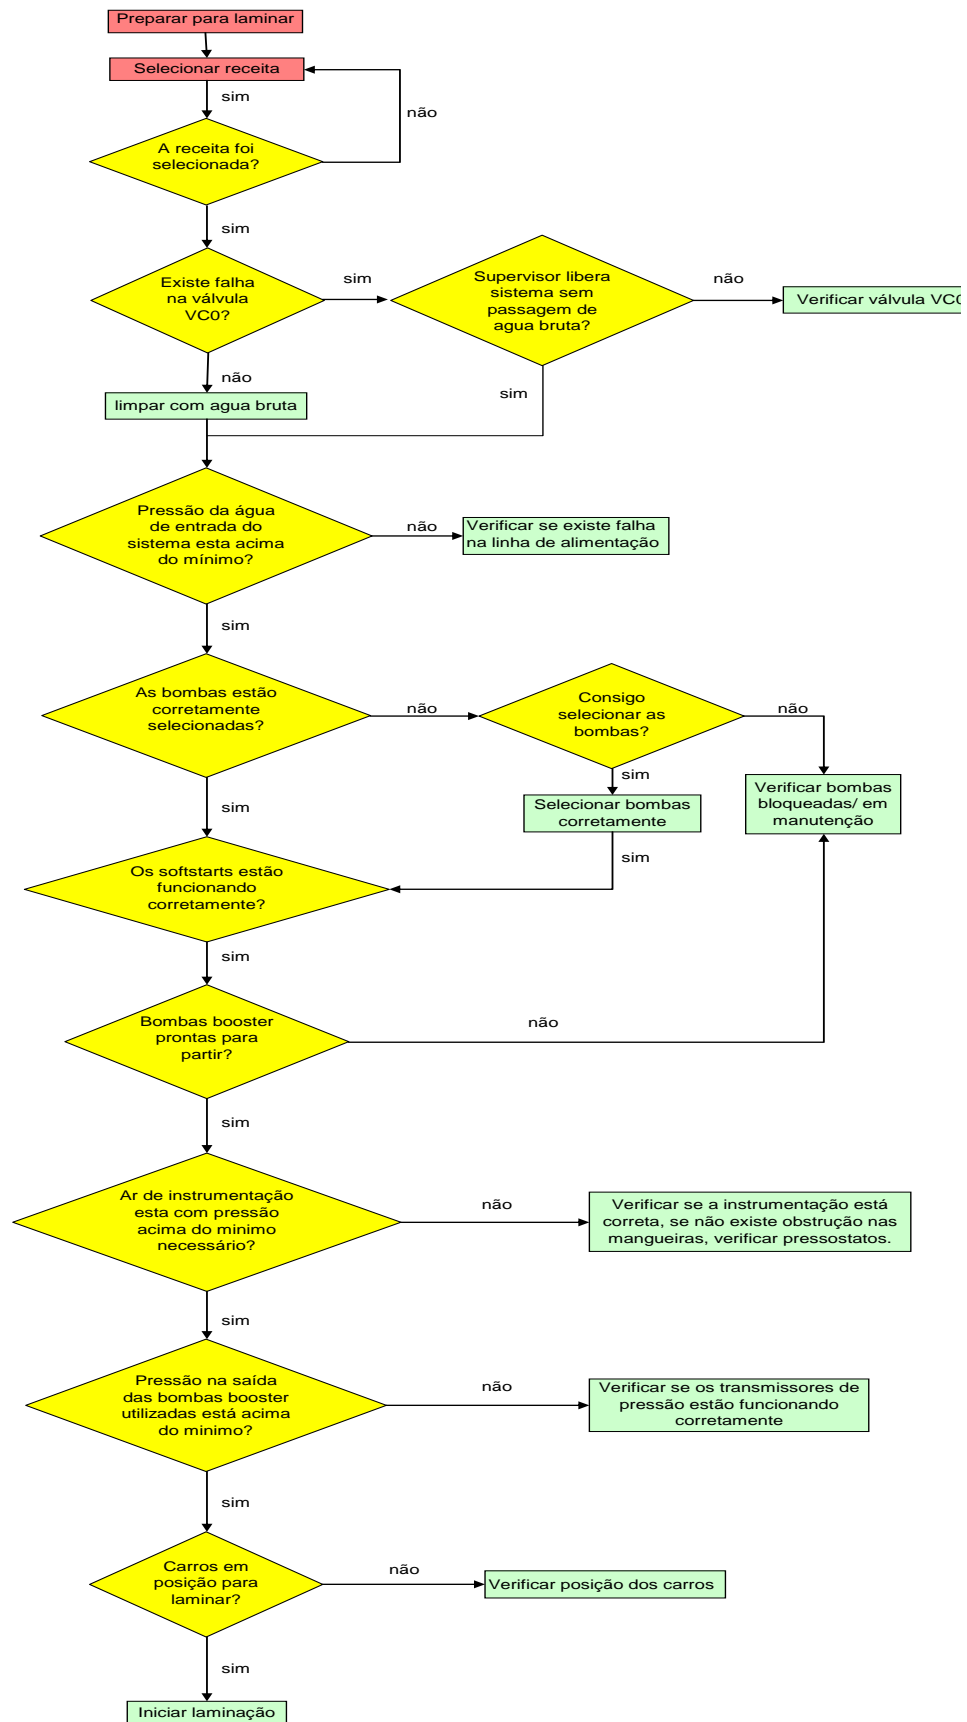 Preparar para laminar
Selecionar receita
sim
não
A receita foi
selecionada?
sim
Existe falha
na válvula
VC0?
sim
Supervisor libera
sistema sem
passagem de
agua bruta?
não
Verificar válvula VC0
não
sim
limpar com agua bruta
Pressão da água
de entrada do
sistema esta acima
do mínimo?
não
Verificar se existe falha
na linha de alimentação
sim
As bombas estão
corretamente
selecionadas?
não
Consigo
selecionar as
bombas?
não
sim
Verificar bombas
bloqueadas/ em
manutenção
Selecionar bombas
corretamente
sim
sim
Os softstarts estão
funcionando
corretamente?
sim
Bombas booster
prontas para
partir?
não
sim
Ar de instrumentação
esta com pressão
acima do minimo
necessário?
não
Verificar se a instrumentação está
correta, se não existe obstrução nas
mangueiras, verificar pressostatos.
sim
Pressão na saída
das bombas booster
utilizadas está acima
do minimo?
não
Verificar se os transmissores de
pressão estão funcionando
corretamente
sim
Carros em
posição para
laminar?
não
Verificar posição dos carros
sim
Iniciar laminação